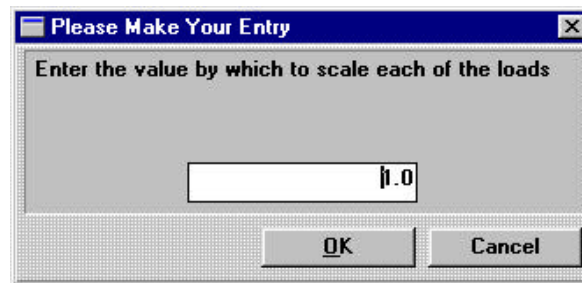 Please Make Your Entry
Enter the value by which to scale each of the loads
1.0
OK
Cancel